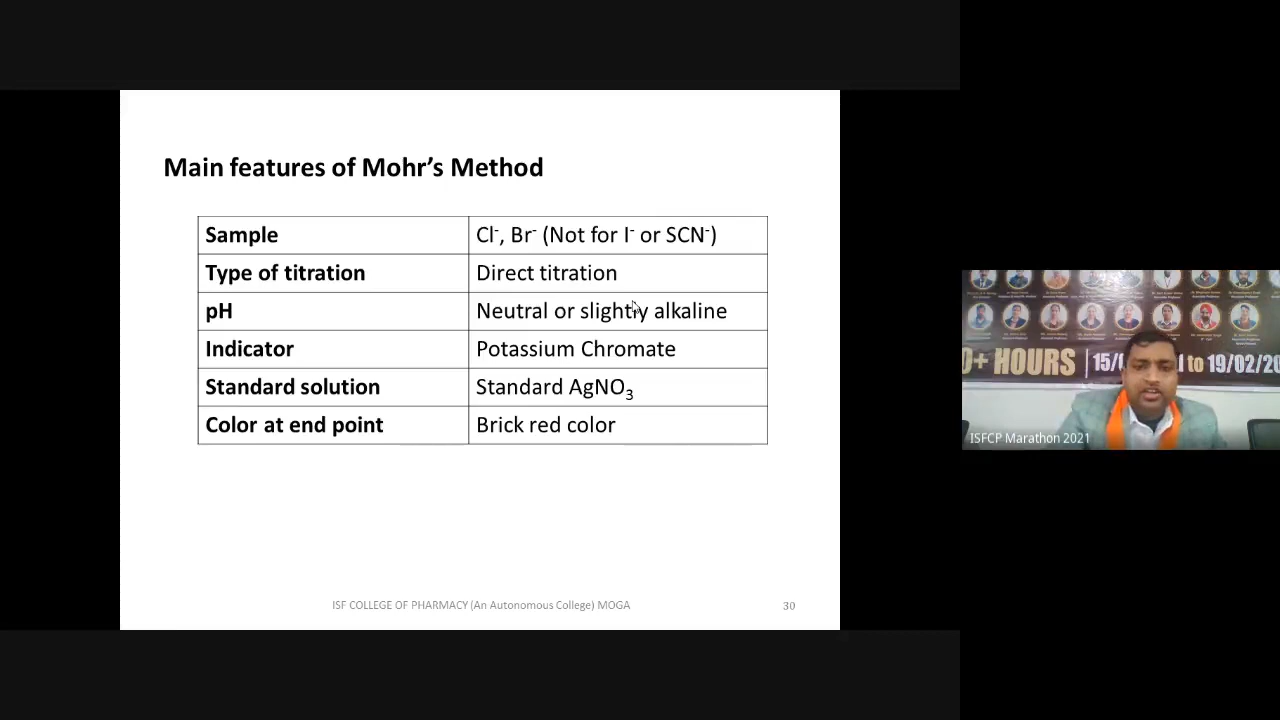 Main features of Mohr's Method
Sample Cl⁻, Br⁻ (Not for I⁻ or SCN⁻)
Type of titration Direct titration
pH Neutral or slightly alkaline
Indicator Potassium Chromate
Standard solution Standard AgNO₃
Color at end point Brick red color
ISF COLLEGE OF PHARMACY (An Autonomous College) MOGA 30
0+ HOURS 15/ to 19/02/20
ISFCP Marathon 2021